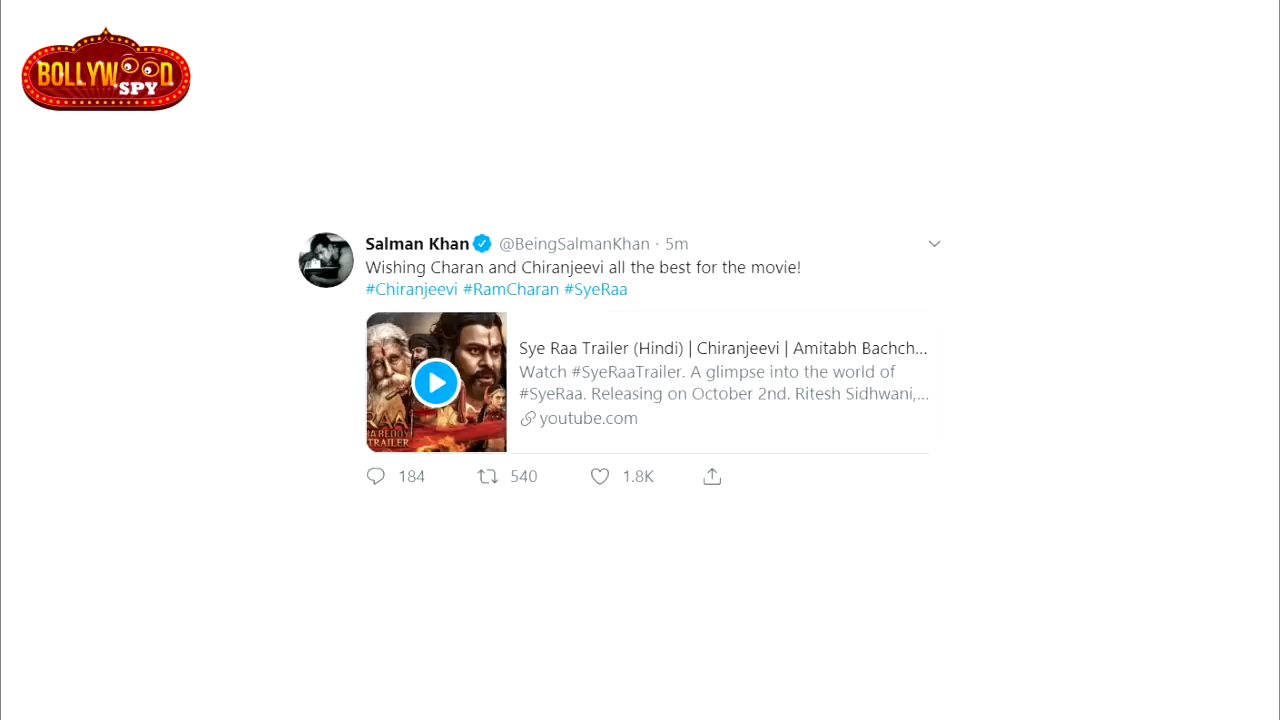 BOLLYWOOD
SPY
Salman Khan @BeingSalmanKhan · 5m
Wishing Charan and Chiranjeevi all the best for the movie!
#Chiranjeevi #RamCharan #SyeRaa
Sye Raa Trailer (Hindi) | Chiranjeevi | Amitabh Bachch...
Watch #SyeRaaTrailer. A glimpse into the world of
#SyeRaa. Releasing on October 2nd. Ritesh Sidhwani,...
youtube.com
RAA
TRAILER
184 540 1.8K